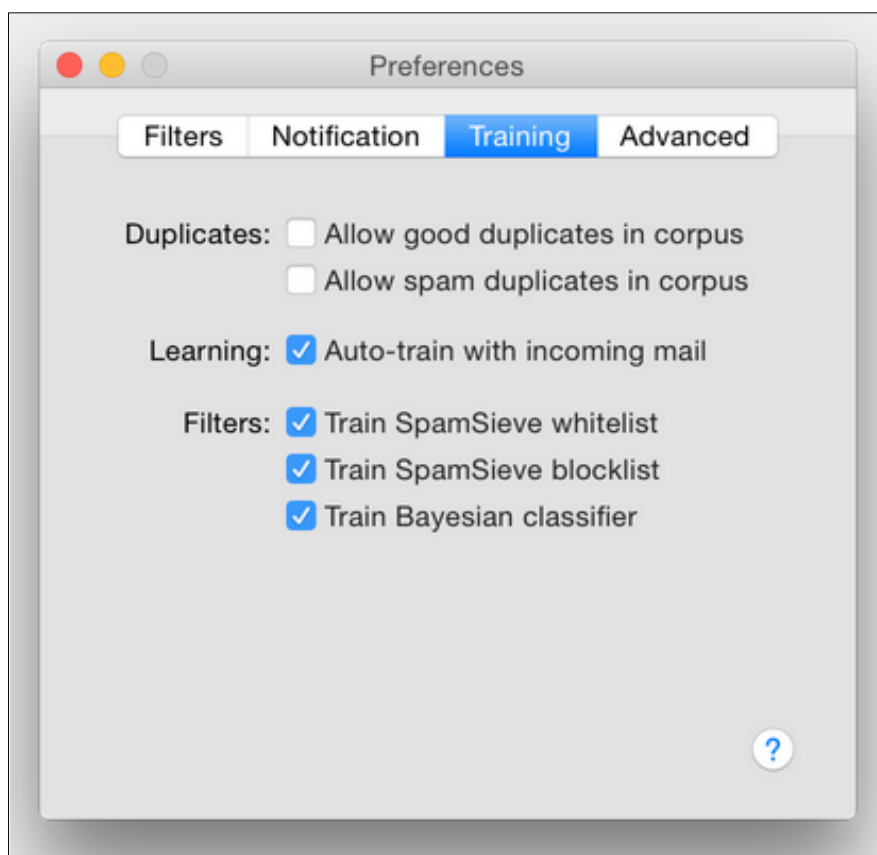 Preferences
Filters Notification Training Advanced
Duplicates: Allow good duplicates in corpus
Allow spam duplicates in corpus
Learning: Auto-train with incoming mail
Filters: Train SpamSieve whitelist
Train SpamSieve blocklist
Train Bayesian classifier
?